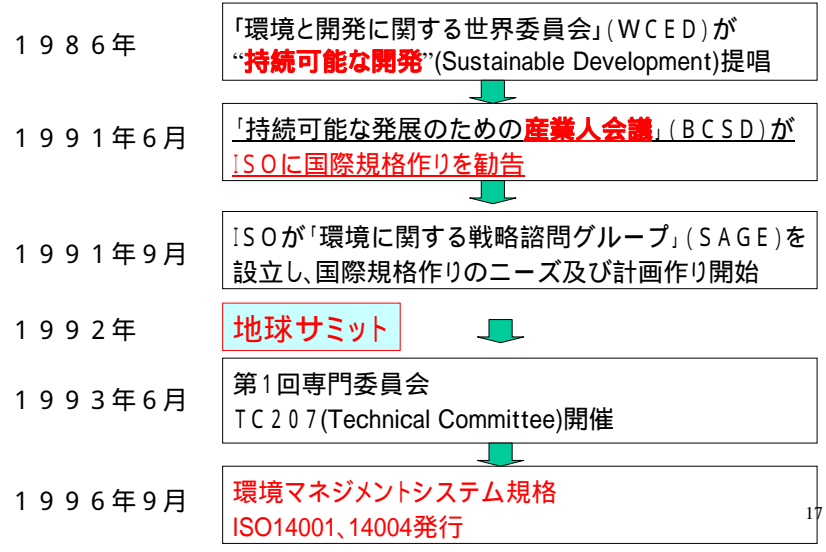 １９８６年
「環境と開発に関する世界委員会」(ＷＣＥＤ)が
“持続可能な開発”(Sustainable Development)提唱
１９９１年６月
「持続可能な発展のための産業人会議」(ＢＣＳＤ)が
ＩＳＯに国際規格作りを勧告
１９９１年９月
ＩＳＯが「環境に関する戦略諮問グループ」(ＳＡＧＥ)を
設立し、国際規格作りのニーズ及び計画作り開始
１９９２年
地球サミット
１９９３年６月
第１回専門委員会
ＴＣ２０７(Technical Committee)開催
１９９６年９月
環境マネジメントシステム規格
ISO14001、14004発行
17